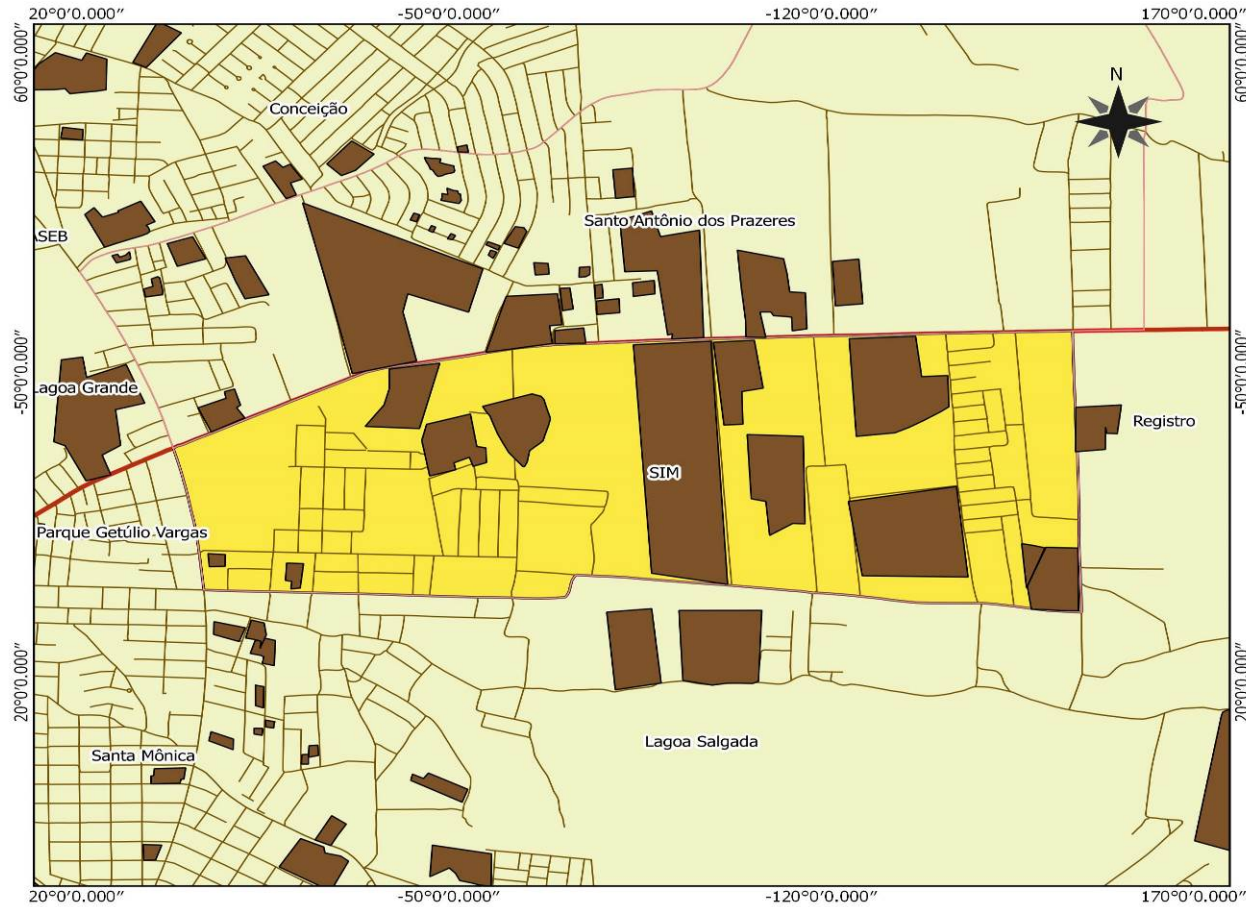 20°0'0.000″ -50°0'0.000″ -120°0'0.000″ 170°0'0.000″
60°0'0.000″ 60°0'0.000″
N
Conceição
Santo Antônio dos Prazeres
ASEB
-50°0'0.000″ -50°0'0.000″
Lagoa Grande
Registro
SIM
Parque Getúlio Vargas
20°0'0.000″ 20°0'0.000″
Lagoa Salgada
Santa Mônica
20°0'0.000″ -50°0'0.000″ -120°0'0.000″ 170°0'0.000″